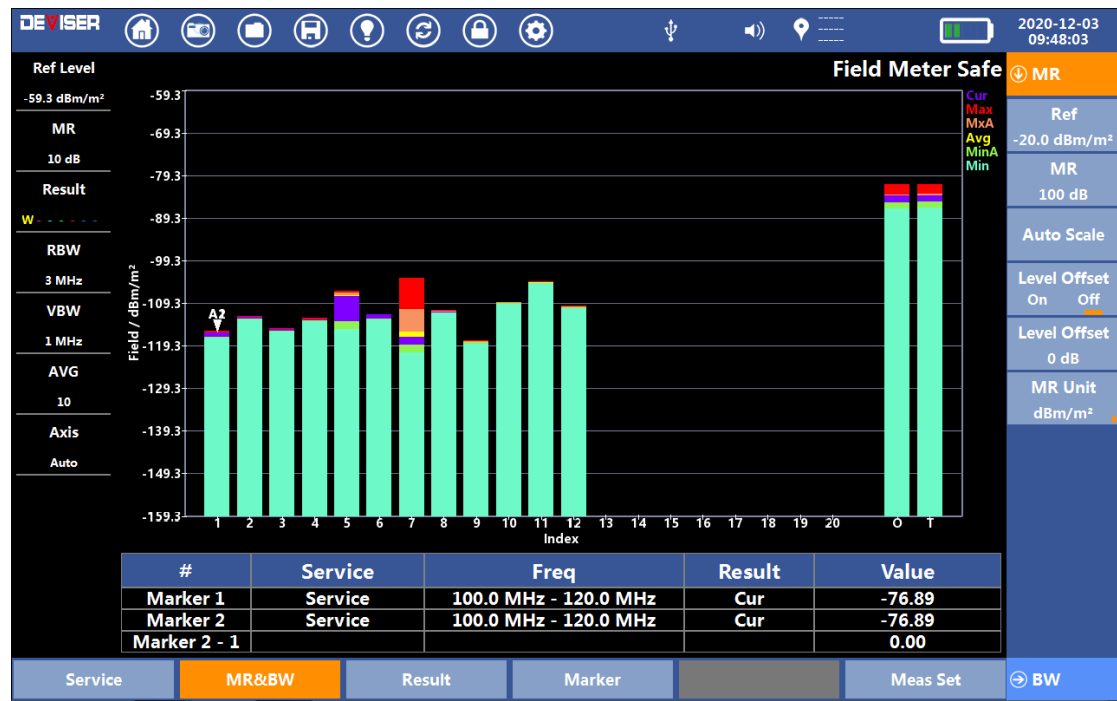 DEVISER
2020-12-03
09:48:03
Ref Level
-59.3 dBm/m²
MR
10 dB
Result
W - - - - - -
RBW
3 MHz
VBW
1 MHz
AVG
10
Axis
Auto
Field Meter Safe
Cur
Max
MxA
Avg
MinA
Min
Field / dBm/m²
-59.3
-69.3
-79.3
-89.3
-99.3
-109.3
-119.3
-129.3
-139.3
-149.3
-159.3
1 2 3 4 5 6 7 8 9 10 11 12 13 14 15 16 17 18 19 20 O T
Index
# Service Freq Result Value
Marker 1 Service 100.0 MHz - 120.0 MHz Cur -76.89
Marker 2 Service 100.0 MHz - 120.0 MHz Cur -76.89
Marker 2 - 1 0.00
MR
Ref
-20.0 dBm/m²
MR
100 dB
Auto Scale
Level Offset
On Off
Level Offset
0 dB
MR Unit
dBm/m²
BW
Service MR&BW Result Marker Meas Set